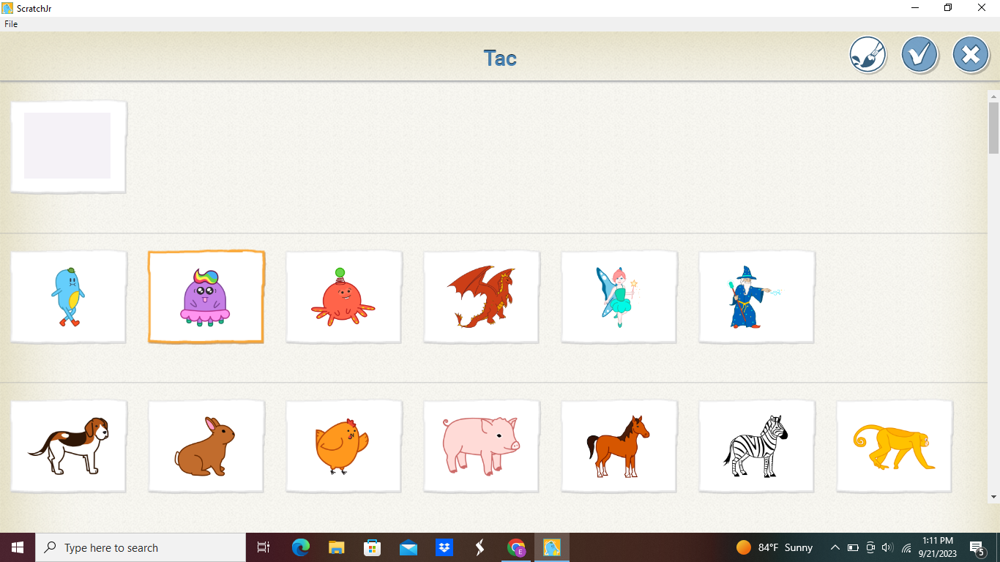 ScratchJr
File
Tac
Type here to search
E
84°F Sunny
1:11 PM
9/21/2023
5